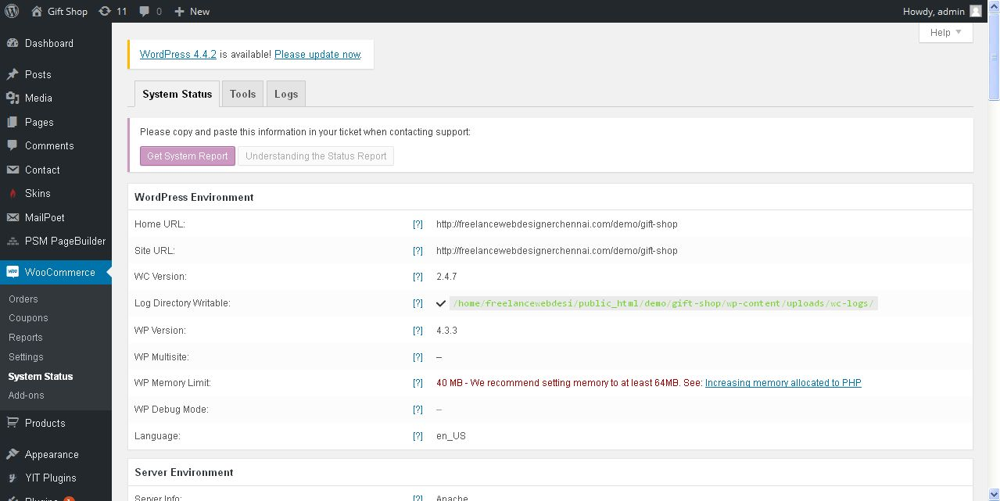 Gift Shop 11 0 New Howdy, admin
Help
Dashboard
Posts
Media
Pages
Comments
Contact
Skins
MailPoet
PSM PageBuilder
WooCommerce
Orders
Coupons
Reports
Settings
System Status
Add-ons
Products
Appearance
YIT Plugins
Plugins 1
WordPress 4.4.2 is available! Please update now.
System Status Tools Logs
Please copy and paste this information in your ticket when contacting support:
Get System Report Understanding the Status Report
WordPress Environment
Home URL: [?] http://freelancewebdesignerchennai.com/demo/gift-shop
Site URL: [?] http://freelancewebdesignerchennai.com/demo/gift-shop
WC Version: [?] 2.4.7
Log Directory Writable: [?] ✔ /home/freelancewebdesi/public_html/demo/gift-shop/wp-content/uploads/wc-logs/
WP Version: [?] 4.3.3
WP Multisite: [?] –
WP Memory Limit: [?] 40 MB - We recommend setting memory to at least 64MB. See: Increasing memory allocated to PHP
WP Debug Mode: [?] –
Language: [?] en_US
Server Environment
Server Info: [?] Apache